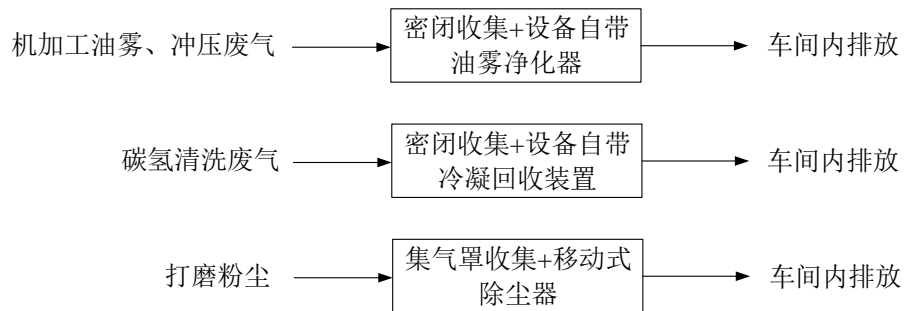 机加工油雾、冲压废气
密闭收集+设备自带
油雾净化器
车间内排放
碳氢清洗废气
密闭收集+设备自带
冷凝回收装置
车间内排放
打磨粉尘
集气罩收集+移动式
除尘器
车间内排放